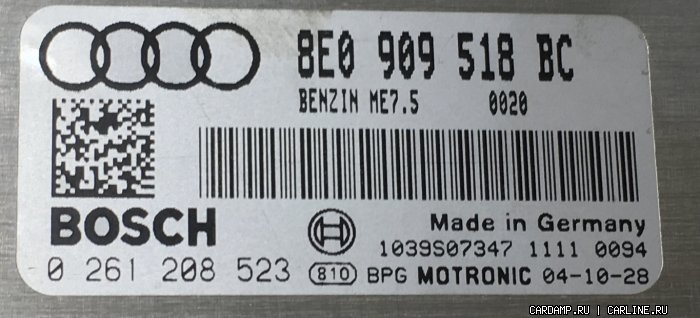 8E0 909 518 BC
BENZIN ME7.5 0020
BOSCH
Made in Germany
1039S07347 1111 0094
0 261 208 523 810 BPG MOTRONIC 04-10-28
CARDAMP.RU | CARLINE.RU